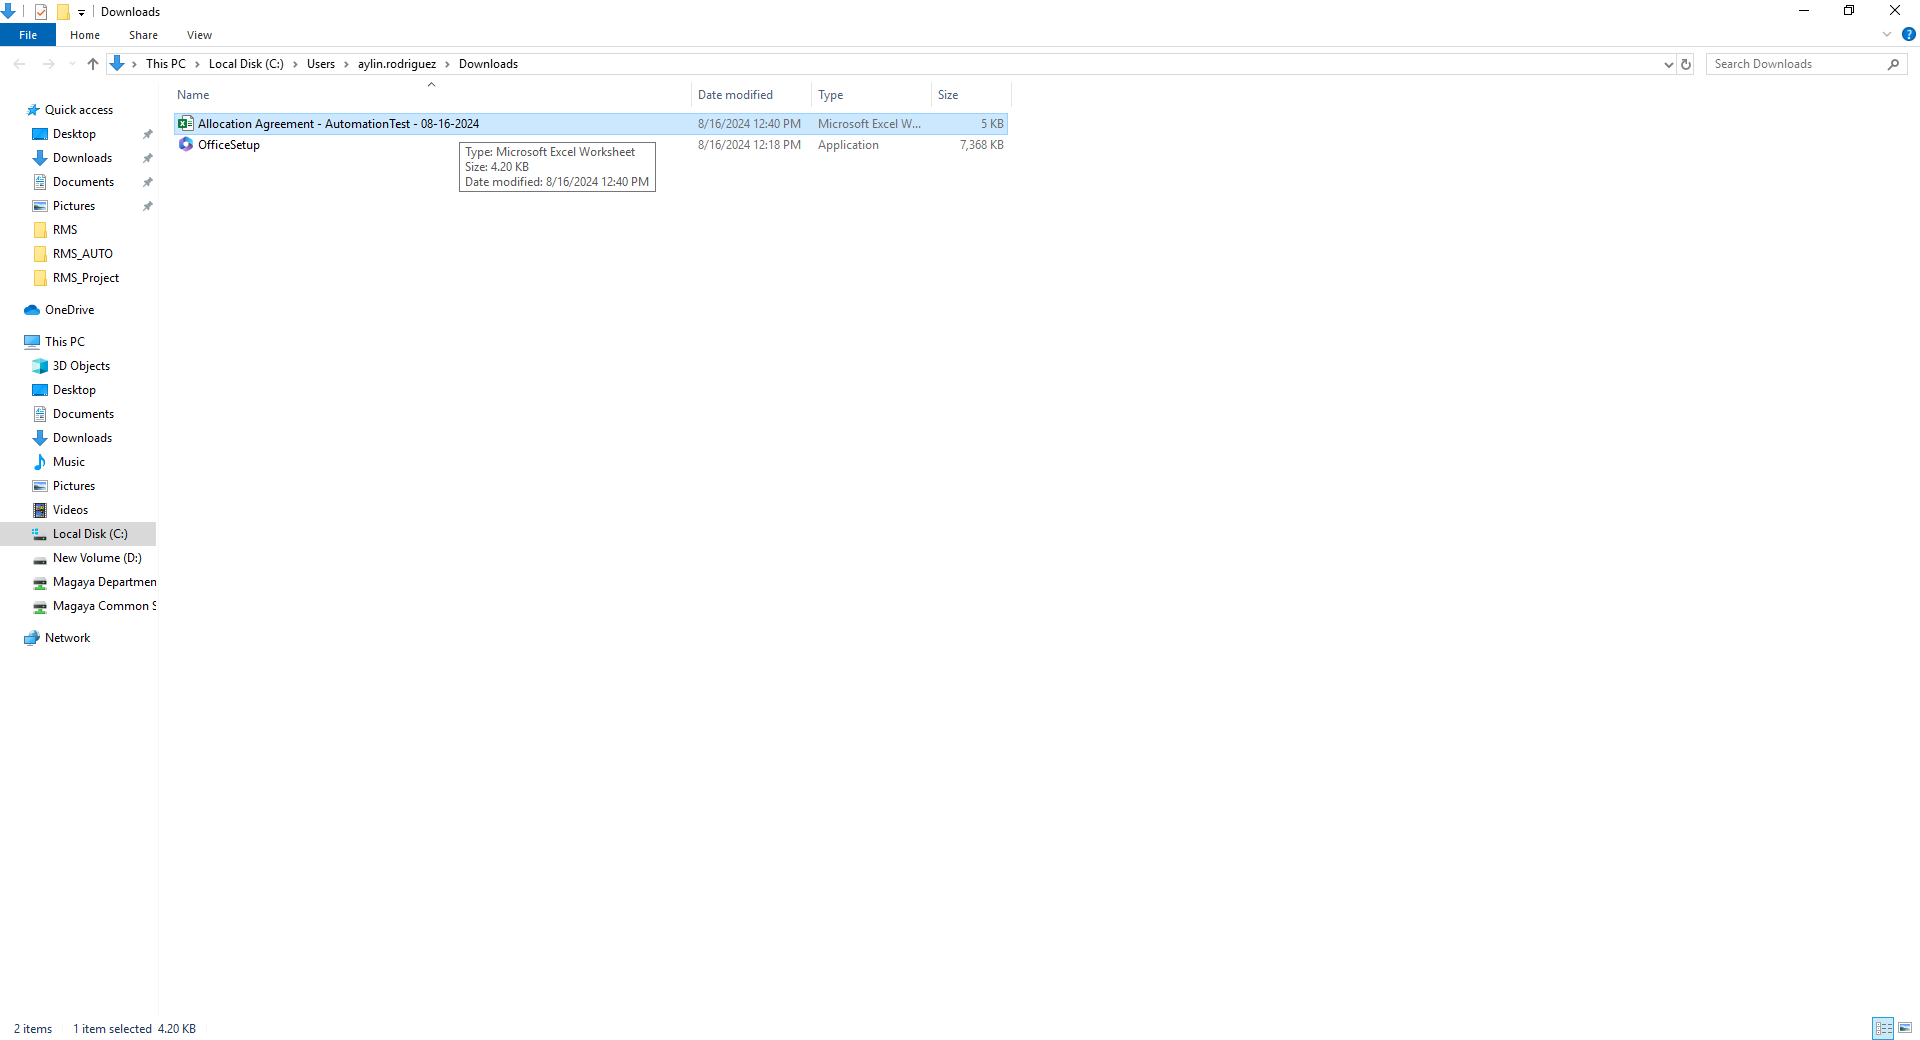 Downloads
File Home Share View
This PC Local Disk (C:) Users aylin.rodriguez Downloads
Search Downloads
Name Date modified Type Size
Allocation Agreement - AutomationTest - 08-16-2024 8/16/2024 12:40 PM Microsoft Excel W... 5 KB
OfficeSetup 8/16/2024 12:18 PM Application 7,368 KB
Type: Microsoft Excel Worksheet
Size: 4.20 KB
Date modified: 8/16/2024 12:40 PM
Quick access
Desktop
Downloads
Documents
Pictures
RMS
RMS_AUTO
RMS_Project
OneDrive
This PC
3D Objects
Desktop
Documents
Downloads
Music
Pictures
Videos
Local Disk (C:)
New Volume (D:)
Magaya Departmen
Magaya Common S
Network
2 items 1 item selected 4.20 KB